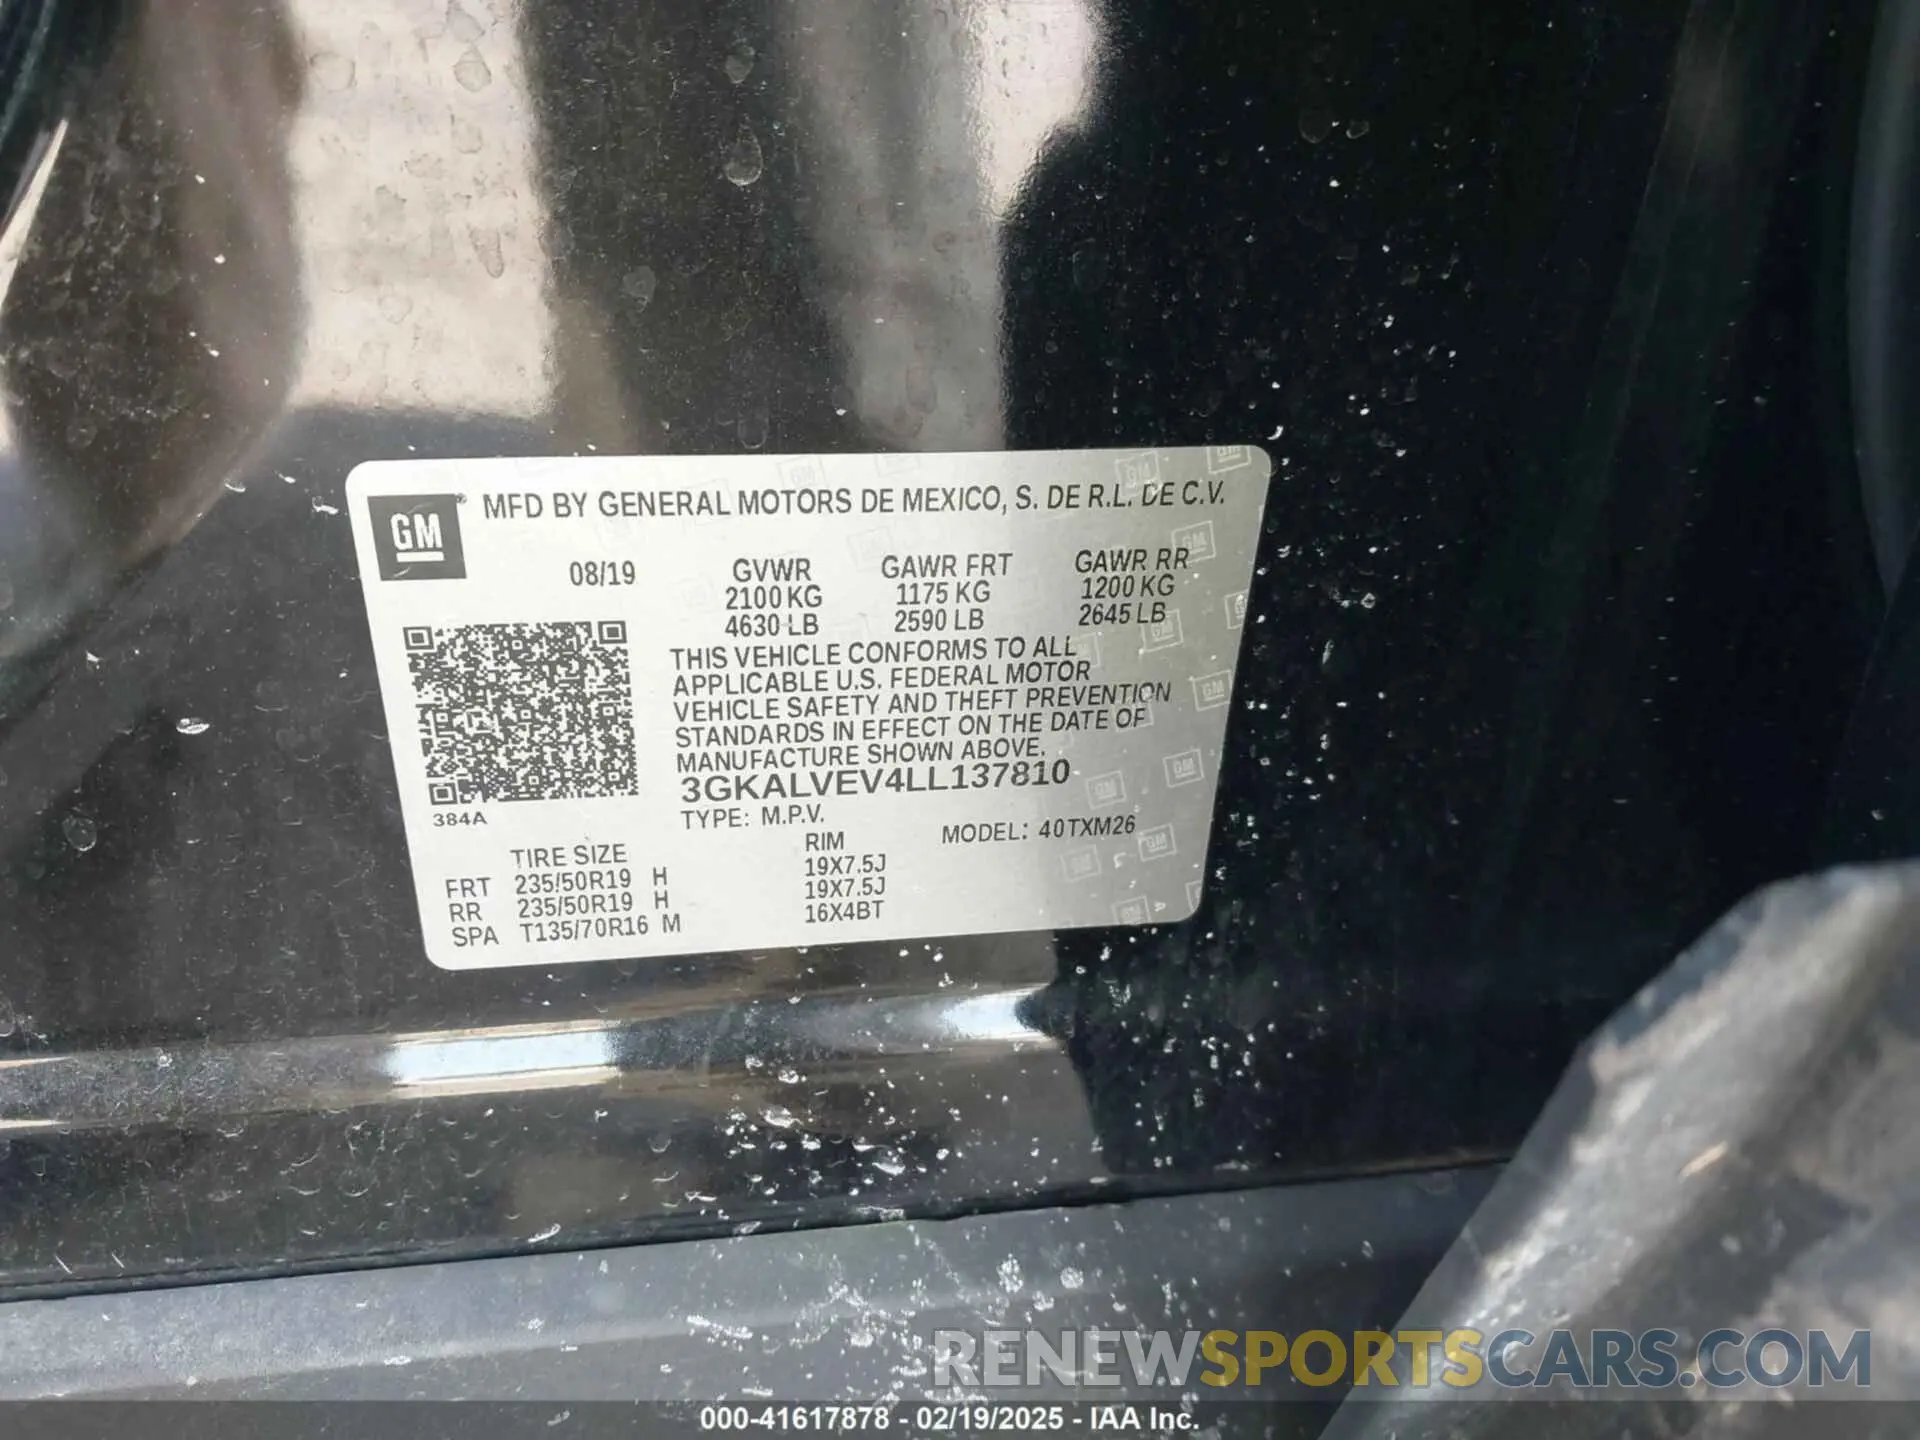 GM
MFD BY GENERAL MOTORS DE MEXICO, S. DE R.L. DE C.V.
08/19
GVWR GAWR FRT GAWR RR
2100 KG 1175 KG 1200 KG
4630 LB 2590 LB 2645 LB
THIS VEHICLE CONFORMS TO ALL
APPLICABLE U.S. FEDERAL MOTOR
VEHICLE SAFETY AND THEFT PREVENTION
STANDARDS IN EFFECT ON THE DATE OF
MANUFACTURE SHOWN ABOVE.
3GKALVEV4LL137810
384A
TYPE: M.P.V.
MODEL: 40TXM26
TIRE SIZE RIM
FRT 235/50R19 H 19X7.5J
RR 235/50R19 H 19X7.5J
SPA T135/70R16 M 16X4BT
RENEWSPORTSCARS.COM
000-41617878 - 02/19/2025 - IAA Inc.